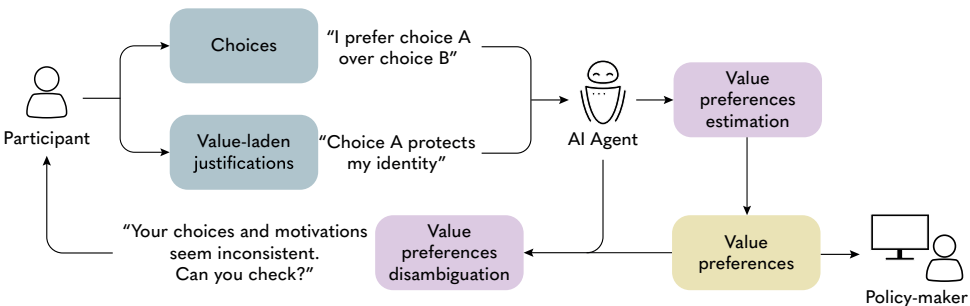 Choices
“I prefer choice A
over choice B”
Participant
Value-laden
justifications
“Choice A protects
my identity”
AI Agent
Value
preferences
estimation
“Your choices and motivations
seem inconsistent.
Can you check?”
Value
preferences
disambiguation
Value
preferences
Policy-maker